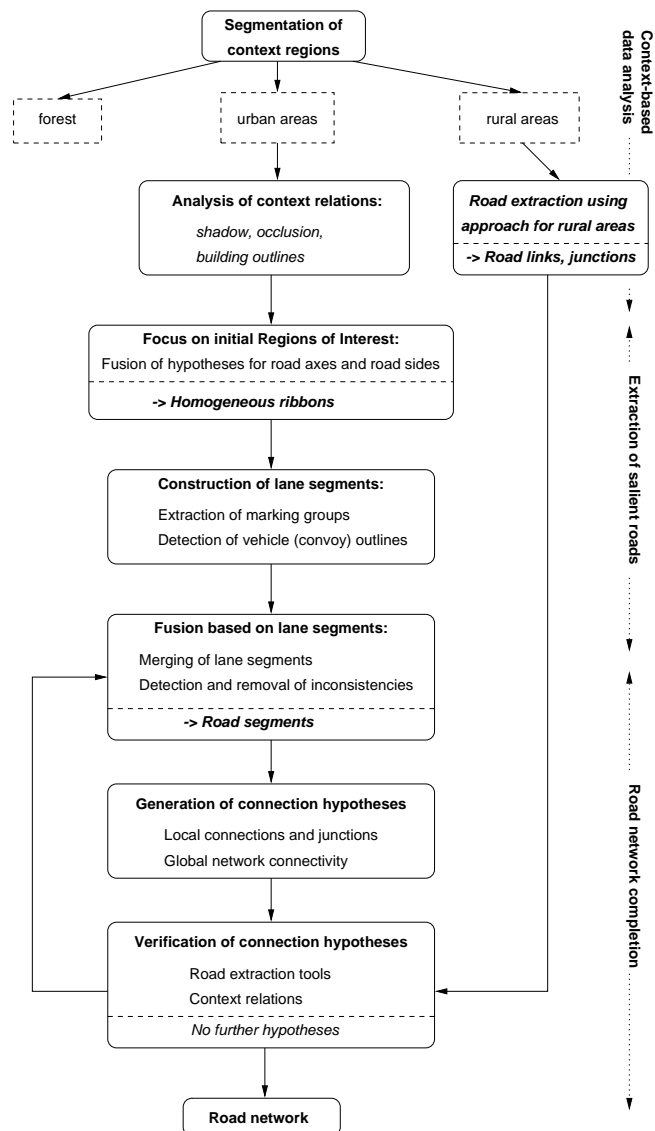 Segmentation of
context regions
forest
urban areas
rural areas
Context-based
data analysis
Analysis of context relations:
shadow, occlusion,
building outlines
Road extraction using
approach for rural areas
-> Road links, junctions
Focus on initial Regions of Interest:
Fusion of hypotheses for road axes and road sides
-> Homogeneous ribbons
Extraction of salient roads
Construction of lane segments:
Extraction of marking groups
Detection of vehicle (convoy) outlines
Fusion based on lane segments:
Merging of lane segments
Detection and removal of inconsistencies
-> Road segments
Generation of connection hypotheses
Local connections and junctions
Global network connectivity
Road network completion
Verification of connection hypotheses
Road extraction tools
Context relations
No further hypotheses
Road network